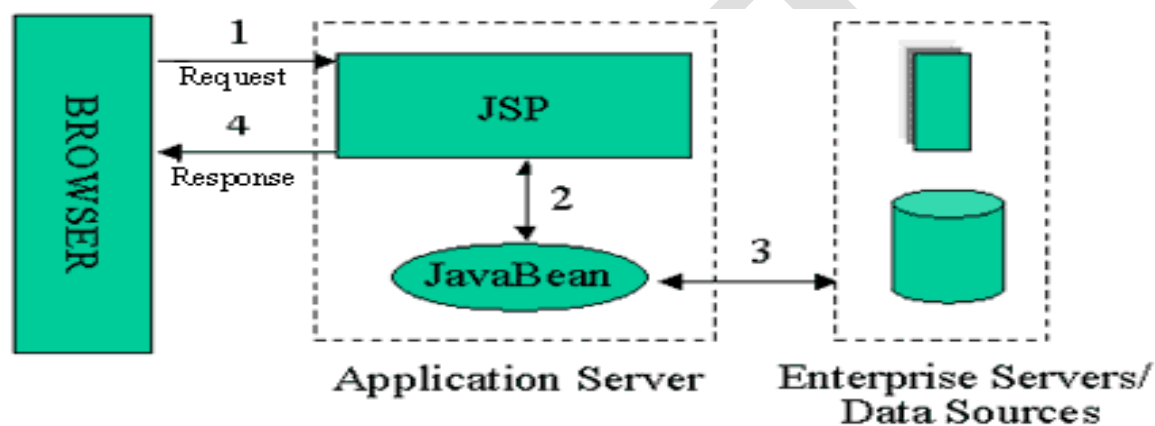 BROWSER
1
Request
4
Response
JSP
2
JavaBean
3
Application Server
Enterprise Servers/
Data Sources